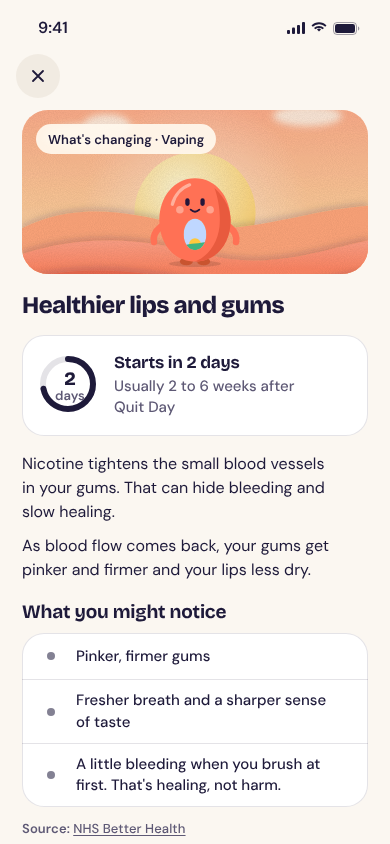 9:41
What's changing · Vaping
Healthier lips and gums
2
days
Starts in 2 days
Usually 2 to 6 weeks after
Quit Day
Nicotine tightens the small blood vessels
in your gums. That can hide bleeding and
slow healing.
As blood flow comes back, your gums get
pinker and firmer and your lips less dry.
What you might notice
Pinker, firmer gums
Fresher breath and a sharper sense
of taste
A little bleeding when you brush at
first. That's healing, not harm.
Source: NHS Better Health